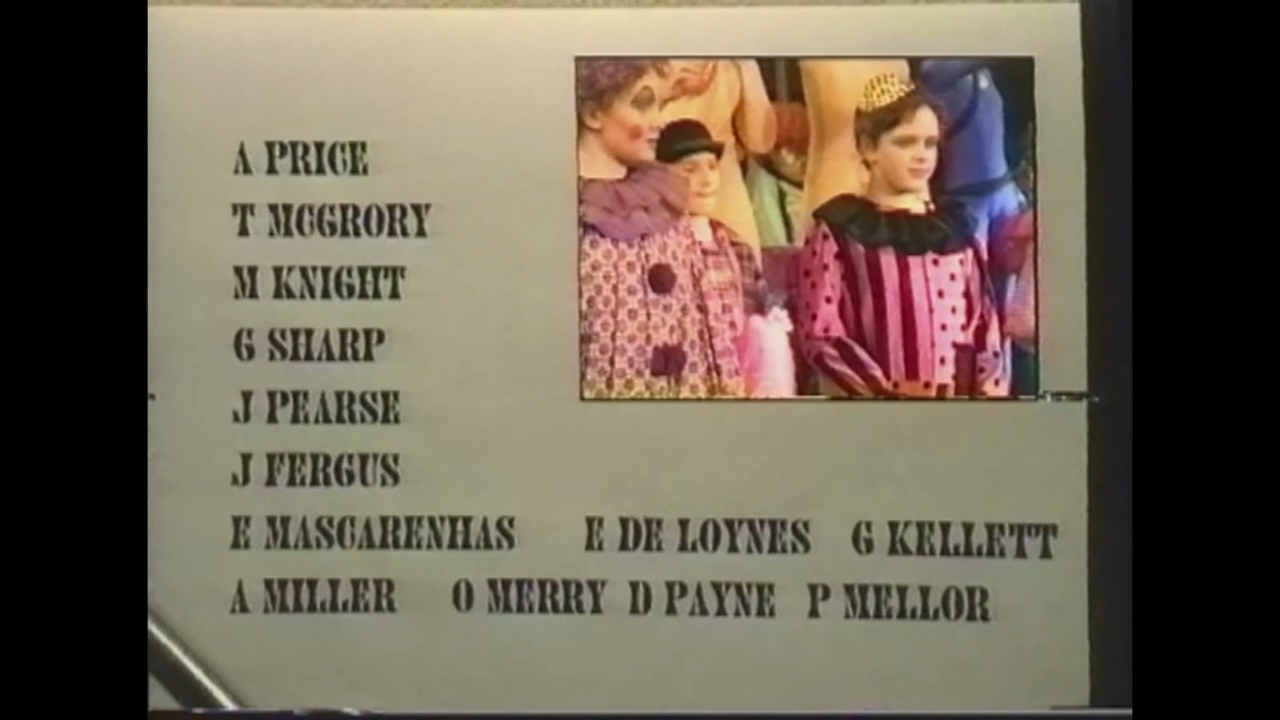 A PRICE
T MCGRORY
M KNIGHT
G SHARP
J PEARSE
J FERGUS
E MASCARENHAS E DE LOYNES G KELLETT
A MILLER O MERRY D PAYNE P MELLOR